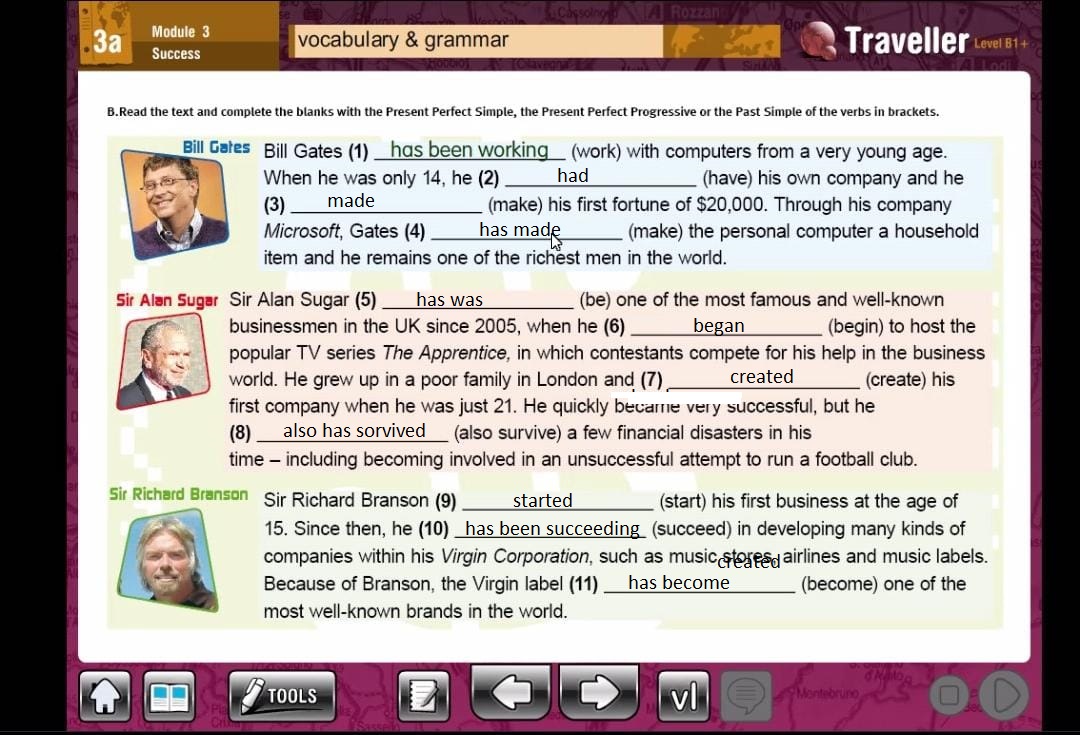 3a
Module 3
Success
vocabulary & grammar
Traveller Level B1+
B.Read the text and complete the blanks with the Present Perfect Simple, the Present Perfect Progressive or the Past Simple of the verbs in brackets.
Bill Gates
Bill Gates (1) has been working (work) with computers from a very young age.
When he was only 14, he (2) had (have) his own company and he
(3) made (make) his first fortune of $20,000. Through his company
Microsoft, Gates (4) has made (make) the personal computer a household
item and he remains one of the richest men in the world.
Sir Alan Sugar
Sir Alan Sugar (5) has was (be) one of the most famous and well-known
businessmen in the UK since 2005, when he (6) began (begin) to host the
popular TV series The Apprentice, in which contestants compete for his help in the business
world. He grew up in a poor family in London and (7) created (create) his
first company when he was just 21. He quickly became very successful, but he
(8) also has sorvived (also survive) a few financial disasters in his
time – including becoming involved in an unsuccessful attempt to run a football club.
Sir Richard Branson
Sir Richard Branson (9) started (start) his first business at the age of
15. Since then, he (10) has been succeeding (succeed) in developing many kinds of
companies within his Virgin Corporation, such as music stores, airlines and music labels.
created
Because of Branson, the Virgin label (11) has become (become) one of the
most well-known brands in the world.
TOOLS
Montebruno